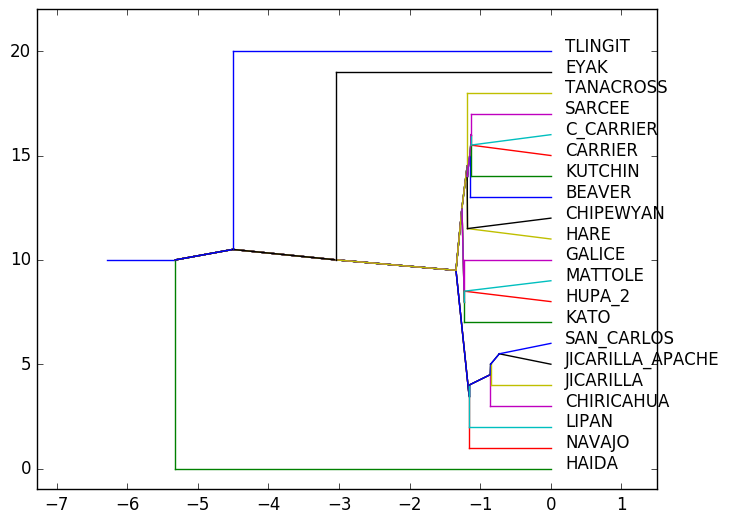 20
15
10
5
0
TLINGIT
EYAK
TANACROSS
SARCEE
C_CARRIER
CARRIER
KUTCHIN
BEAVER
CHIPEWYAN
HARE
GALICE
MATTOLE
HUPA_2
KATO
SAN_CARLOS
JICARILLA_APACHE
JICARILLA
CHIRICAHUA
LIPAN
NAVAJO
HAIDA
−7 −6 −5 −4 −3 −2 −1 0 1